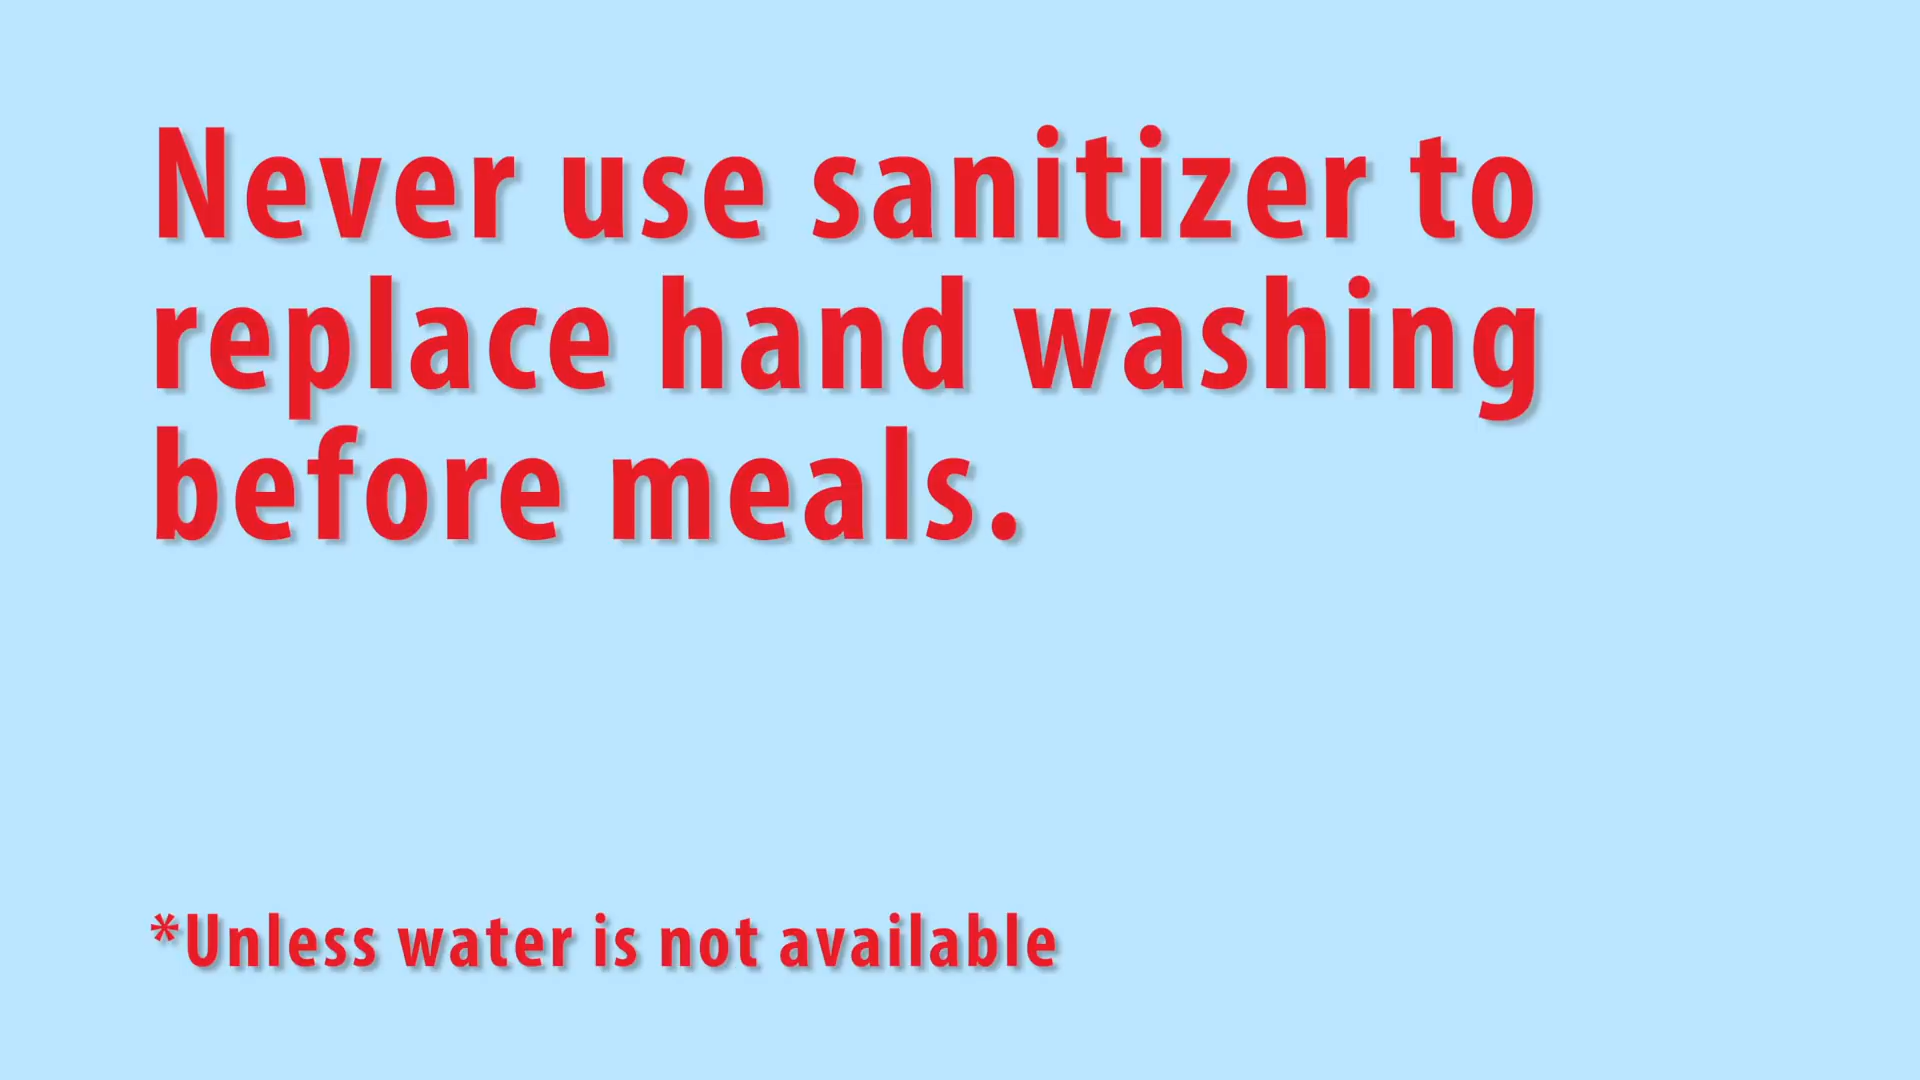 Never use sanitizer to
replace hand washing
before meals.
*Unless water is not available